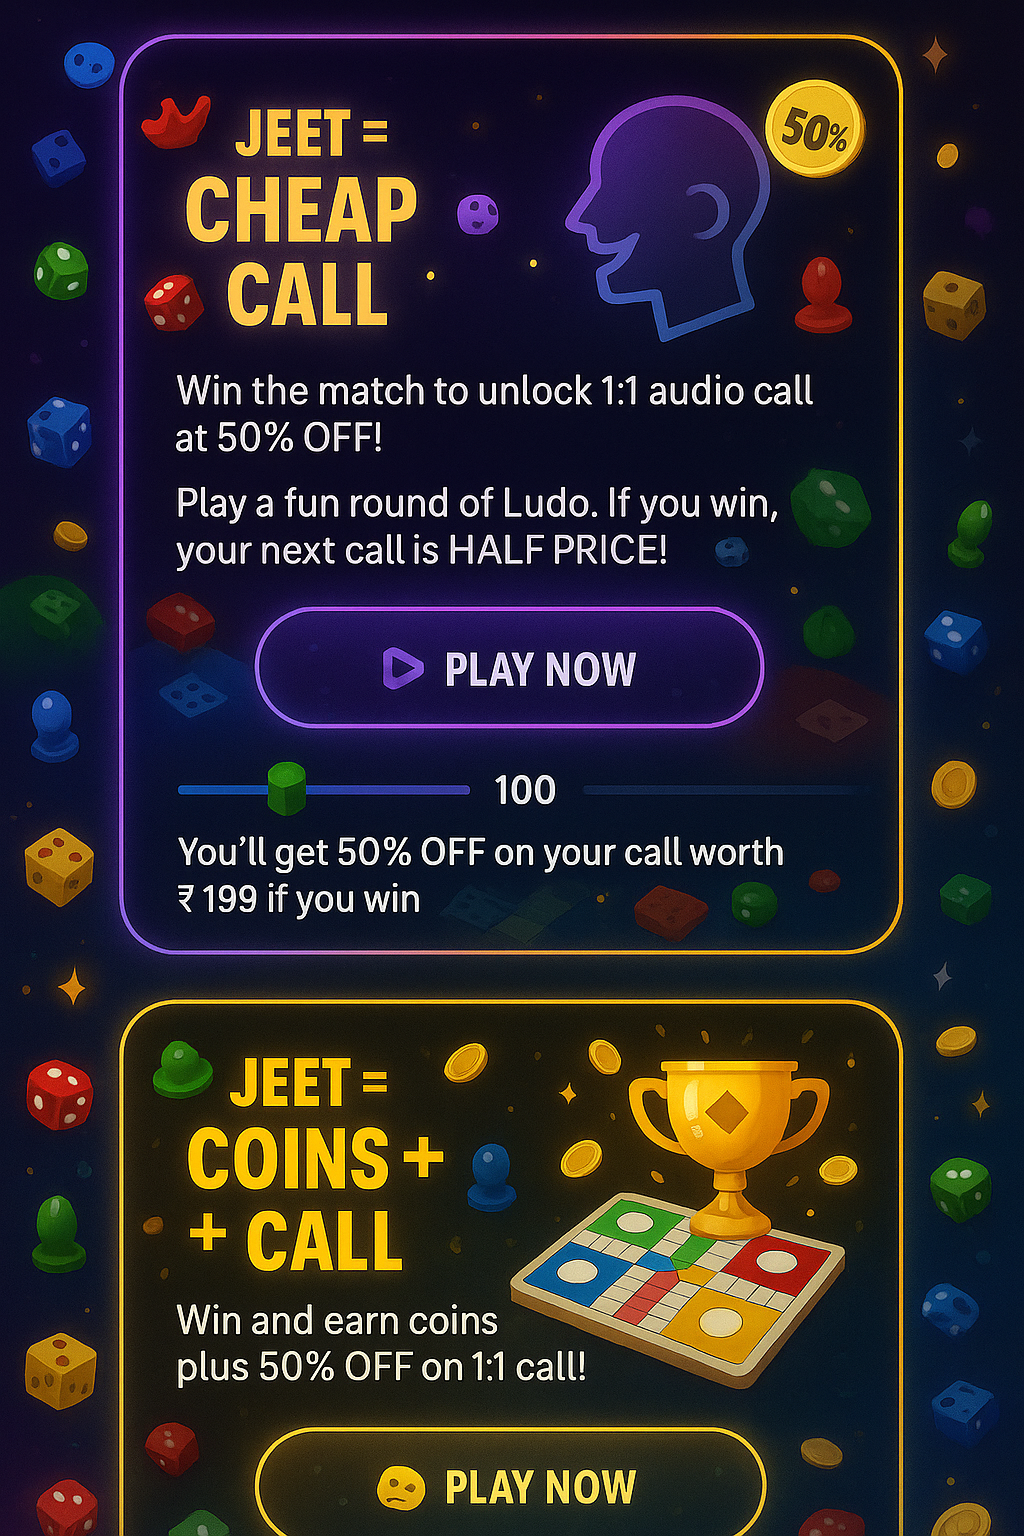 50%
JEET =
CHEAP
CALL
Win the match to unlock 1:1 audio call
at 50% OFF!
Play a fun round of Ludo. If you win,
your next call is HALF PRICE!
PLAY NOW
100
You'll get 50% OFF on your call worth
₹ 199 if you win
JEET =
COINS +
+ CALL
Win and earn coins
plus 50% OFF on 1:1 call!
PLAY NOW